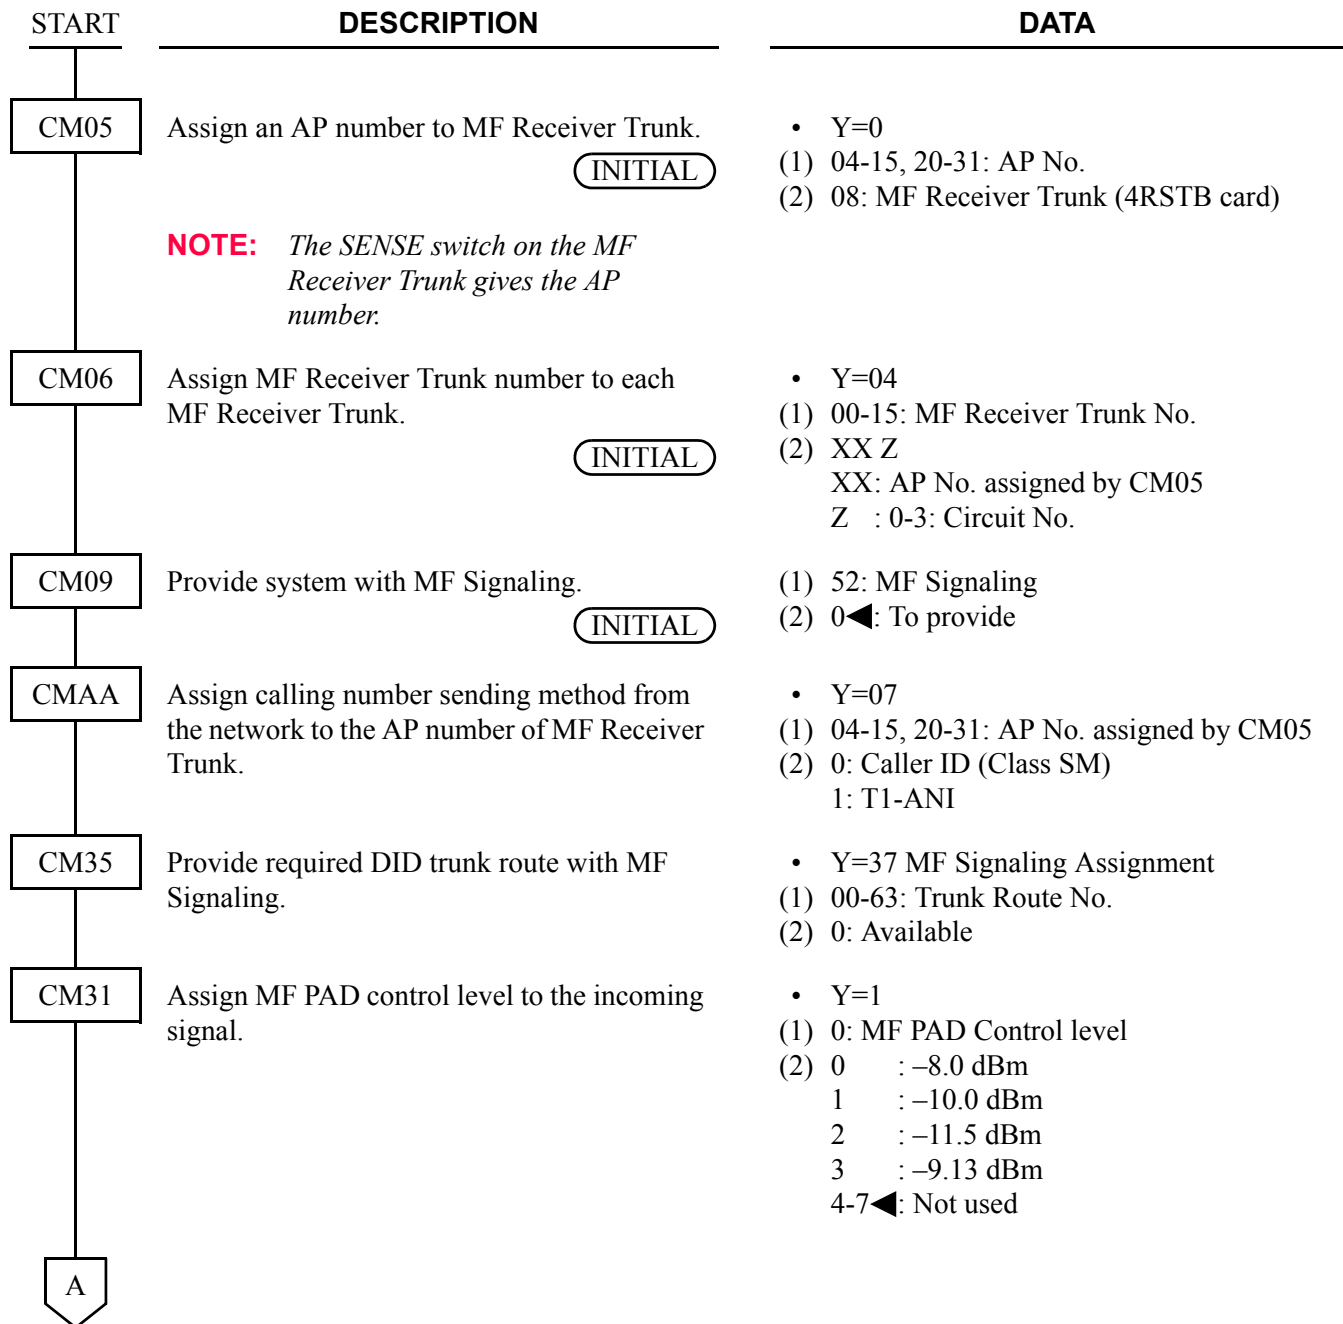 START DESCRIPTION DATA
CM05 Assign an AP number to MF Receiver Trunk. • Y=0
INITIAL (1) 04-15, 20-31: AP No.
(2) 08: MF Receiver Trunk (4RSTB card)
NOTE: The SENSE switch on the MF
Receiver Trunk gives the AP
number.
CM06 Assign MF Receiver Trunk number to each • Y=04
MF Receiver Trunk. (1) 00-15: MF Receiver Trunk No.
INITIAL (2) XX Z
XX: AP No. assigned by CM05
Z : 0-3: Circuit No.
CM09 Provide system with MF Signaling. (1) 52: MF Signaling
INITIAL (2) 0◀: To provide
CMAA Assign calling number sending method from • Y=07
the network to the AP number of MF Receiver (1) 04-15, 20-31: AP No. assigned by CM05
Trunk. (2) 0: Caller ID (Class SM)
1: T1-ANI
CM35 Provide required DID trunk route with MF • Y=37 MF Signaling Assignment
Signaling. (1) 00-63: Trunk Route No.
(2) 0: Available
CM31 Assign MF PAD control level to the incoming • Y=1
signal. (1) 0: MF PAD Control level
(2) 0 : –8.0 dBm
1 : –10.0 dBm
2 : –11.5 dBm
3 : –9.13 dBm
4-7◀: Not used
A